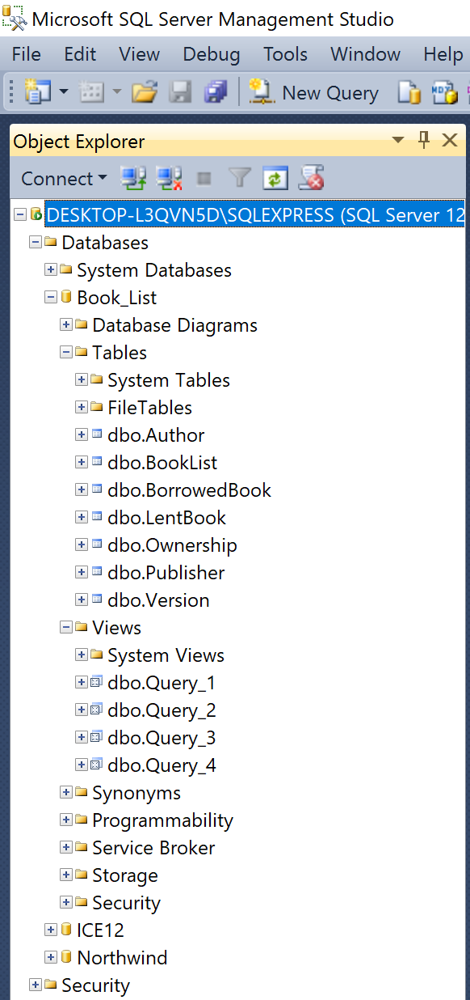 Microsoft SQL Server Management Studio
File Edit View Debug Tools Window Help
New Query MDX
Object Explorer
Connect
DESKTOP-L3QVN5D\SQLEXPRESS (SQL Server 12
Databases
System Databases
Book_List
Database Diagrams
Tables
System Tables
FileTables
dbo.Author
dbo.BookList
dbo.BorrowedBook
dbo.LentBook
dbo.Ownership
dbo.Publisher
dbo.Version
Views
System Views
dbo.Query_1
dbo.Query_2
dbo.Query_3
dbo.Query_4
Synonyms
Programmability
Service Broker
Storage
Security
ICE12
Northwind
Security